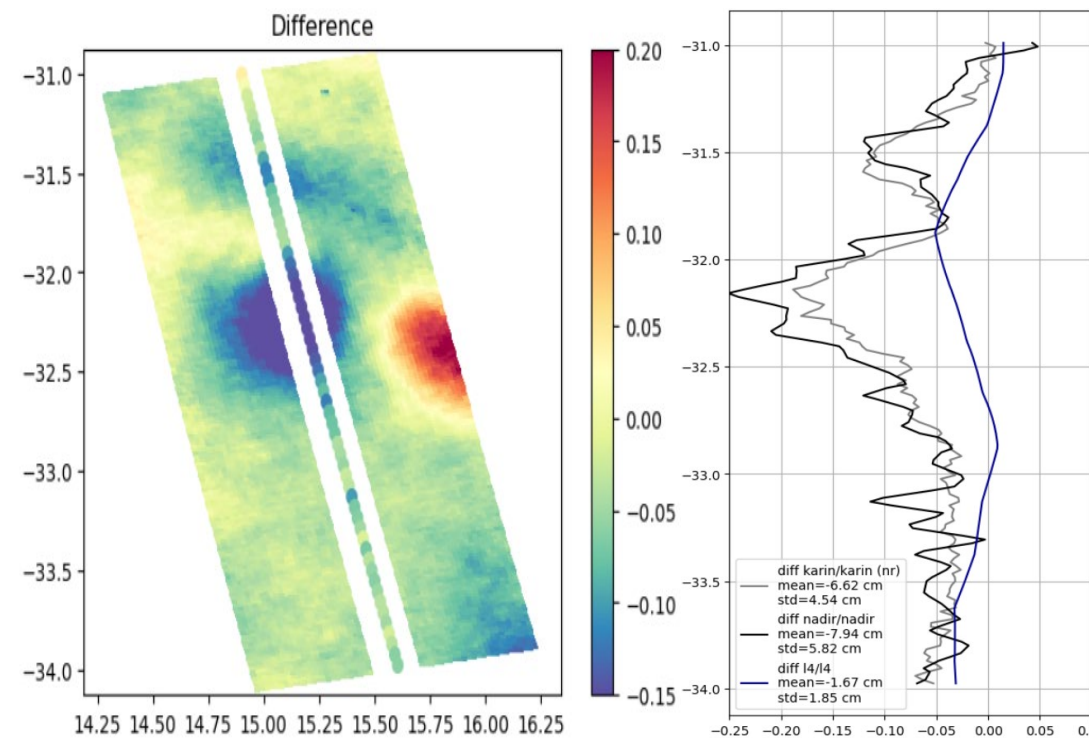 Difference
-31.0
-31.5
-32.0
-32.5
-33.0
-33.5
-34.0
14.25 14.50 14.75 15.00 15.25 15.50 15.75 16.00 16.25
0.20
0.15
0.10
0.05
0.00
-0.05
-0.10
-0.15
-31.0
-31.5
-32.0
-32.5
-33.0
-33.5
-34.0
diff karin/karin (nr)
mean=-6.62 cm
std=4.54 cm
diff nadir/nadir
mean=-7.94 cm
std=5.82 cm
diff l4/l4
mean=-1.67 cm
std=1.85 cm
-0.25 -0.20 -0.15 -0.10 -0.05 0.00 0.05